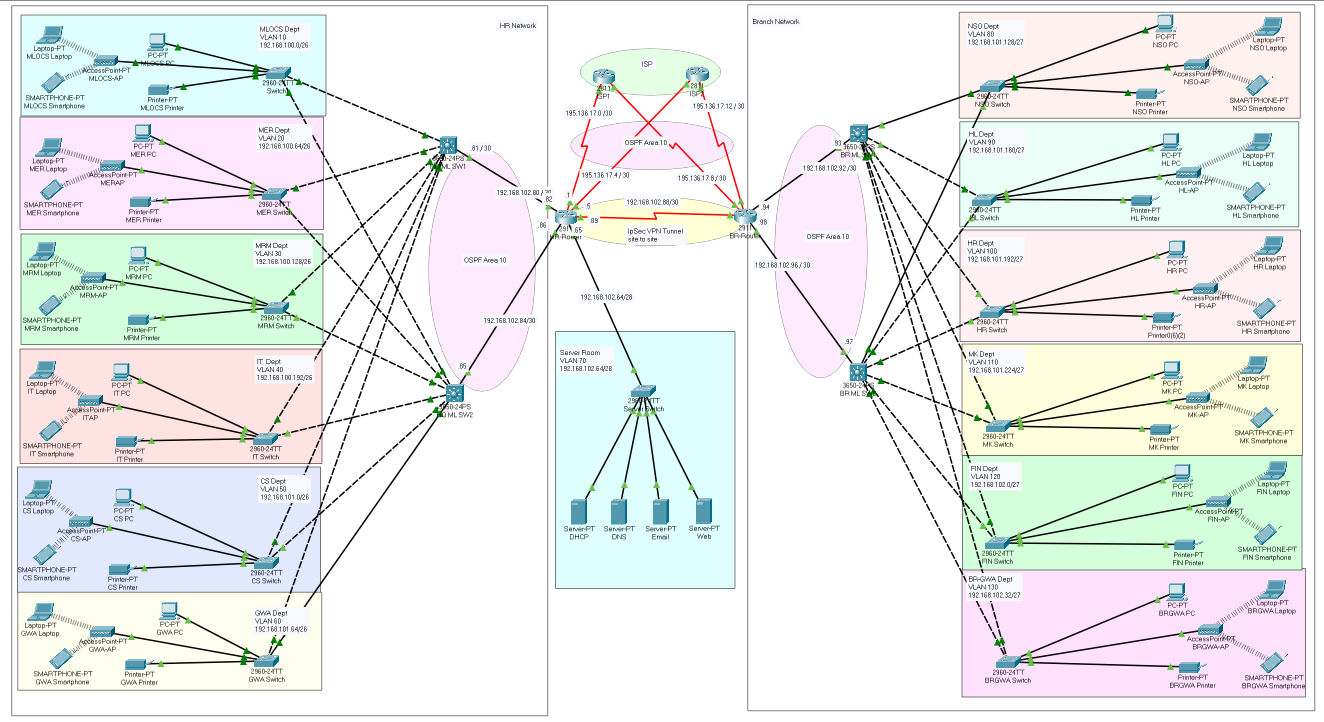 HR Network
MLOCS Dept
VLAN 10
192.168.100.0/26
Laptop-PT
MLOCS Laptop
PC-PT
MLOCS PC
AccessPoint-PT
MLOCS-AP
SMARTPHONE-PT
MLOCS Smartphone
Printer-PT
MLOCS Printer
2960-24TT
MER Dept
VLAN 20
192.168.100.64/26
Laptop-PT
MER Laptop
PC-PT
MER PC
AccessPoint-PT
MERAP
SMARTPHONE-PT
MER Smartphone
Printer-PT
MER Printer
2960-24TT
MER Switch
MRM Dept
VLAN 30
192.168.100.128/26
Laptop-PT
MRM Laptop
PC-PT
MRM PC
AccessPoint-PT
MRM-AP
SMARTPHONE-PT
MRM Smartphone
Printer-PT
MRM Printer
2960-24TT
MRM Switch
IT Dept
VLAN 40
192.168.100.192/26
Laptop-PT
IT Laptop
PC-PT
IT PC
AccessPoint-PT
ITAP
SMARTPHONE-PT
IT Smartphone
Printer-PT
IT Printer
2960-24TT
IT Switch
CS Dept
VLAN 50
192.168.101.0/26
Laptop-PT
CS Laptop
PC-PT
CS PC
AccessPoint-PT
CS-AP
SMARTPHONE-PT
CS Smartphone
Printer-PT
CS Printer
2960-24TT
CS Switch
GWA Dept
VLAN 60
192.168.101.64/26
Laptop-PT
GWA Laptop
PC-PT
GWA PC
AccessPoint-PT
GWA-AP
SMARTPHONE-PT
GWA Smartphone
Printer-PT
GWA Printer
2960-24TT
GWA Switch
3650-24PS
ML SW1
.81 / 30
192.168.102.80 / 30
.82
.86
OSPF Area 10
192.168.102.84/30
.85
3650-24PS
ML SW2
ISP
2811
ISP1
195.136.17.0 / 30
195.136.17.12 / 30
OSPF Area 10
195.136.17.4 / 30
195.136.17.8 / 30
.1
.5
.89
.65
HR-Router
192.168.102.88/30
IpSec VPN Tunnel
site to site
2911
BR-Router
192.168.102.64/28
Server Room
VLAN 70
192.168.102.64/28
Server Switch
Server-PT
DHCP
Server-PT
DNS
Server-PT
Email
Server-PT
Web
Branch Network
3650-24PS
BR ML
.93
192.168.102.92 / 30
.94
.98
OSPF Area 10
192.168.102.96 / 30
.97
3650-24PS
BR ML
NSO Dept
VLAN 80
192.168.101.128/27
PC-PT
NSO PC
Laptop-PT
NSO Laptop
AccessPoint-PT
NSO-AP
SMARTPHONE-PT
NSO Smartphone
Printer-PT
NSO Printer
2960-24TT
NSO Switch
HL Dept
VLAN 90
192.168.101.160/27
PC-PT
HL PC
Laptop-PT
HL Laptop
AccessPoint-PT
HL-AP
SMARTPHONE-PT
HL Smartphone
Printer-PT
HL Printer
2960-24TT
Switch
HR Dept
VLAN 100
192.168.101.192/27
PC-PT
HR PC
Laptop-PT
HR Laptop
AccessPoint-PT
HR-AP
SMARTPHONE-PT
HR Smartphone
Printer-PT
Printer0(6)(2)
2960-24TT
HR Switch
MK Dept
VLAN 110
192.168.101.224/27
PC-PT
MK PC
Laptop-PT
MK Laptop
AccessPoint-PT
MK-AP
SMARTPHONE-PT
MK Smartphone
Printer-PT
MK Printer
2960-24TT
MK Switch
FIN Dept
VLAN 120
192.168.102.0/27
PC-PT
FIN PC
Laptop-PT
FIN Laptop
AccessPoint-PT
FIN-AP
SMARTPHONE-PT
FIN Smartphone
Printer-PT
FIN Printer
2960-24TT
FIN Switch
BR-GWA Dept
VLAN 130
192.168.102.32/27
PC-PT
BRGWA PC
Laptop-PT
BRGWA Laptop
AccessPoint-PT
BRGWA-AP
SMARTPHONE-PT
BRGWA Smartphone
Printer-PT
BRGWA Printer
2960-24TT
BRGWA Switch